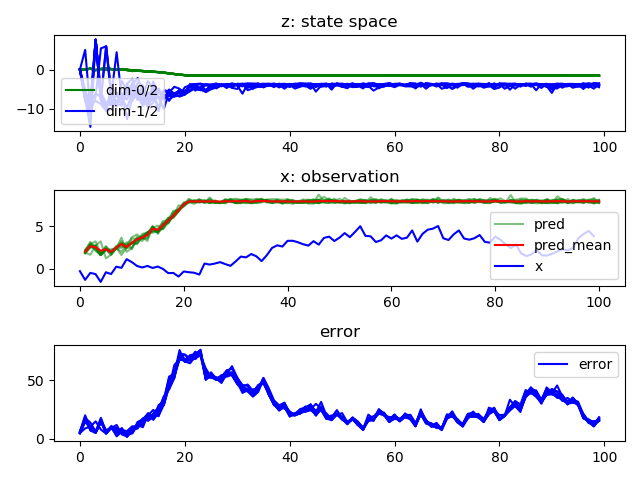 z: state space
0
−10
dim-0/2
dim-1/2
0 20 40 60 80 100
x: observation
5
0
pred
pred_mean
x
0 20 40 60 80 100
error
50
0
error
0 20 40 60 80 100